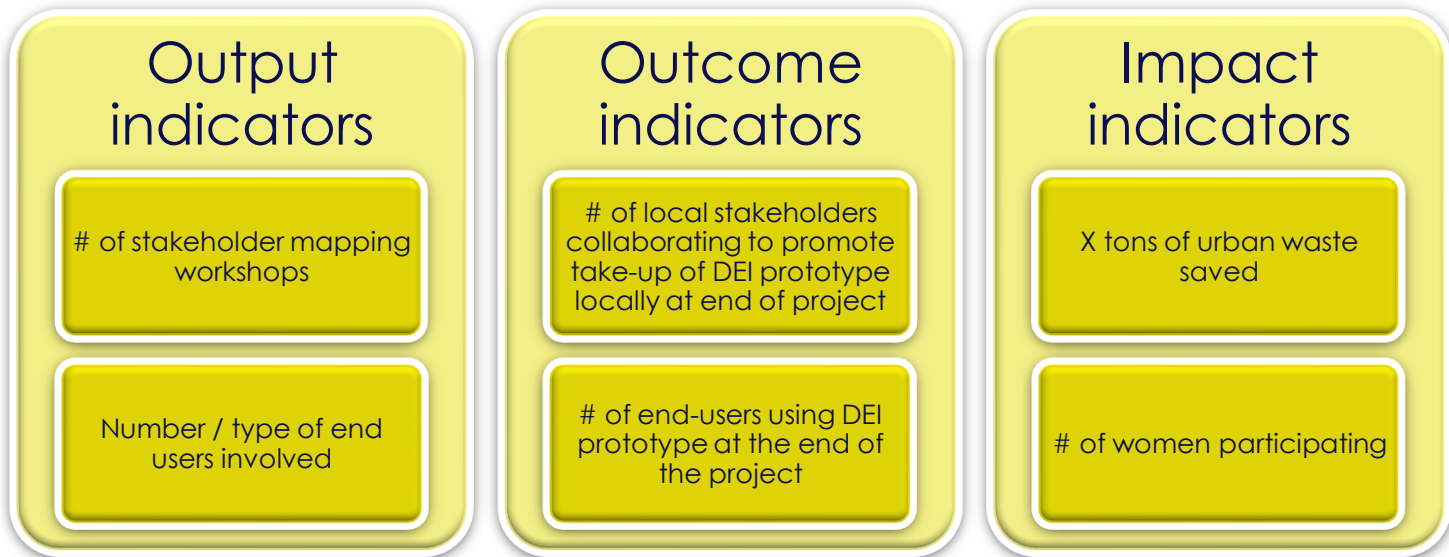 Output
indicators
# of stakeholder mapping
workshops
Number / type of end
users involved
Outcome
indicators
# of local stakeholders
collaborating to promote
take-up of DEI prototype
locally at end of project
# of end-users using DEI
prototype at the end of
the project
Impact
indicators
X tons of urban waste
saved
# of women participating